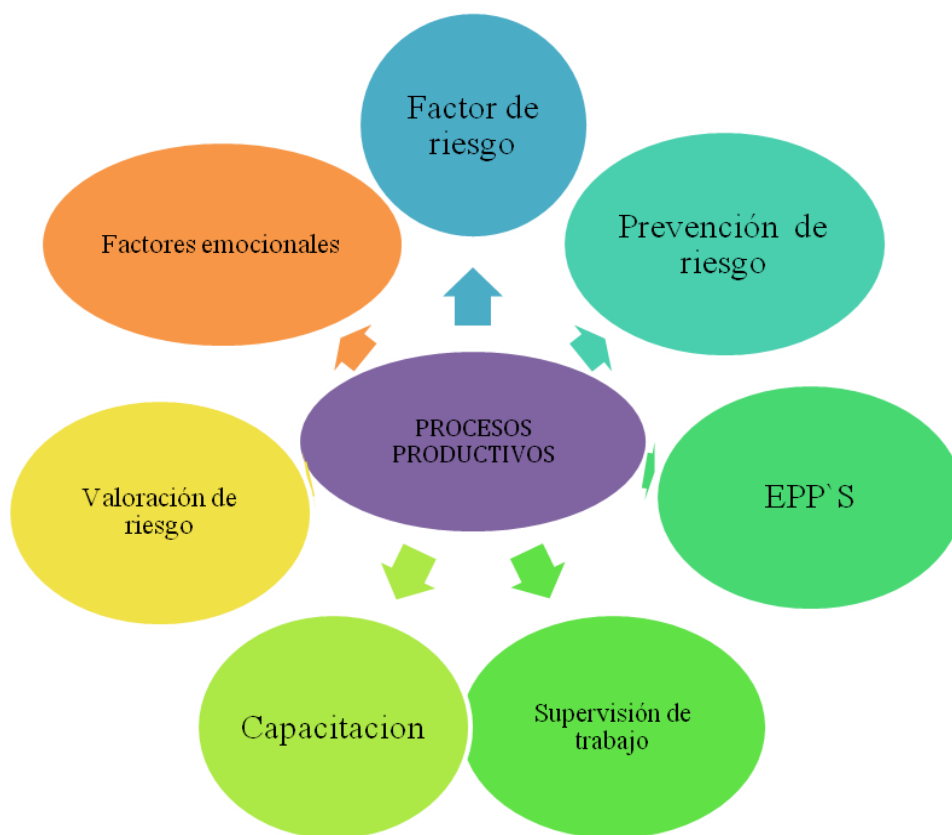 Factor de
riesgo
Prevención de
riesgo
EPP`S
Supervisión de
trabajo
Capacitacion
Valoración de
riesgo
Factores emocionales
PROCESOS
PRODUCTIVOS